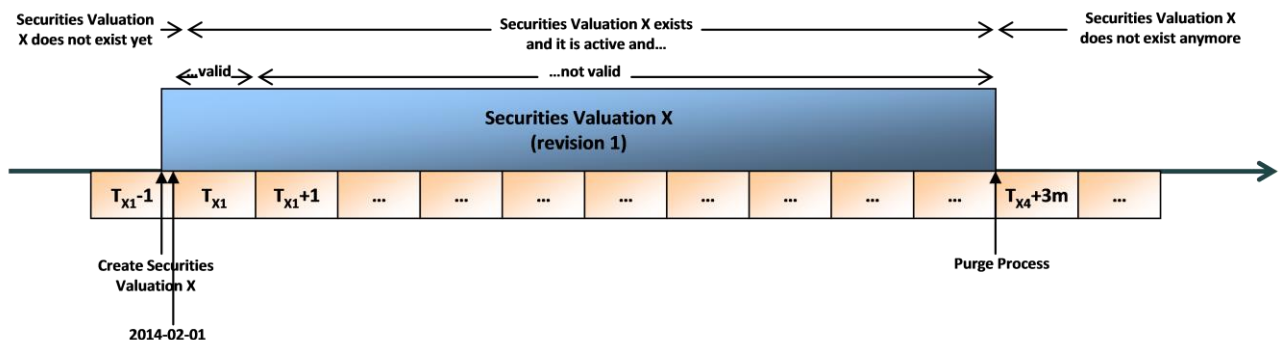 Securities Valuation
X does not exist yet
Securities Valuation X exists
and it is active and...
Securities Valuation X
does not exist anymore
...valid
...not valid
Securities Valuation X
(revision 1)
TX1-1
TX1
TX1+1
...
...
...
...
...
...
...
...
TX4+3m
...
Create Securities
Valuation X
Purge Process
2014-02-01